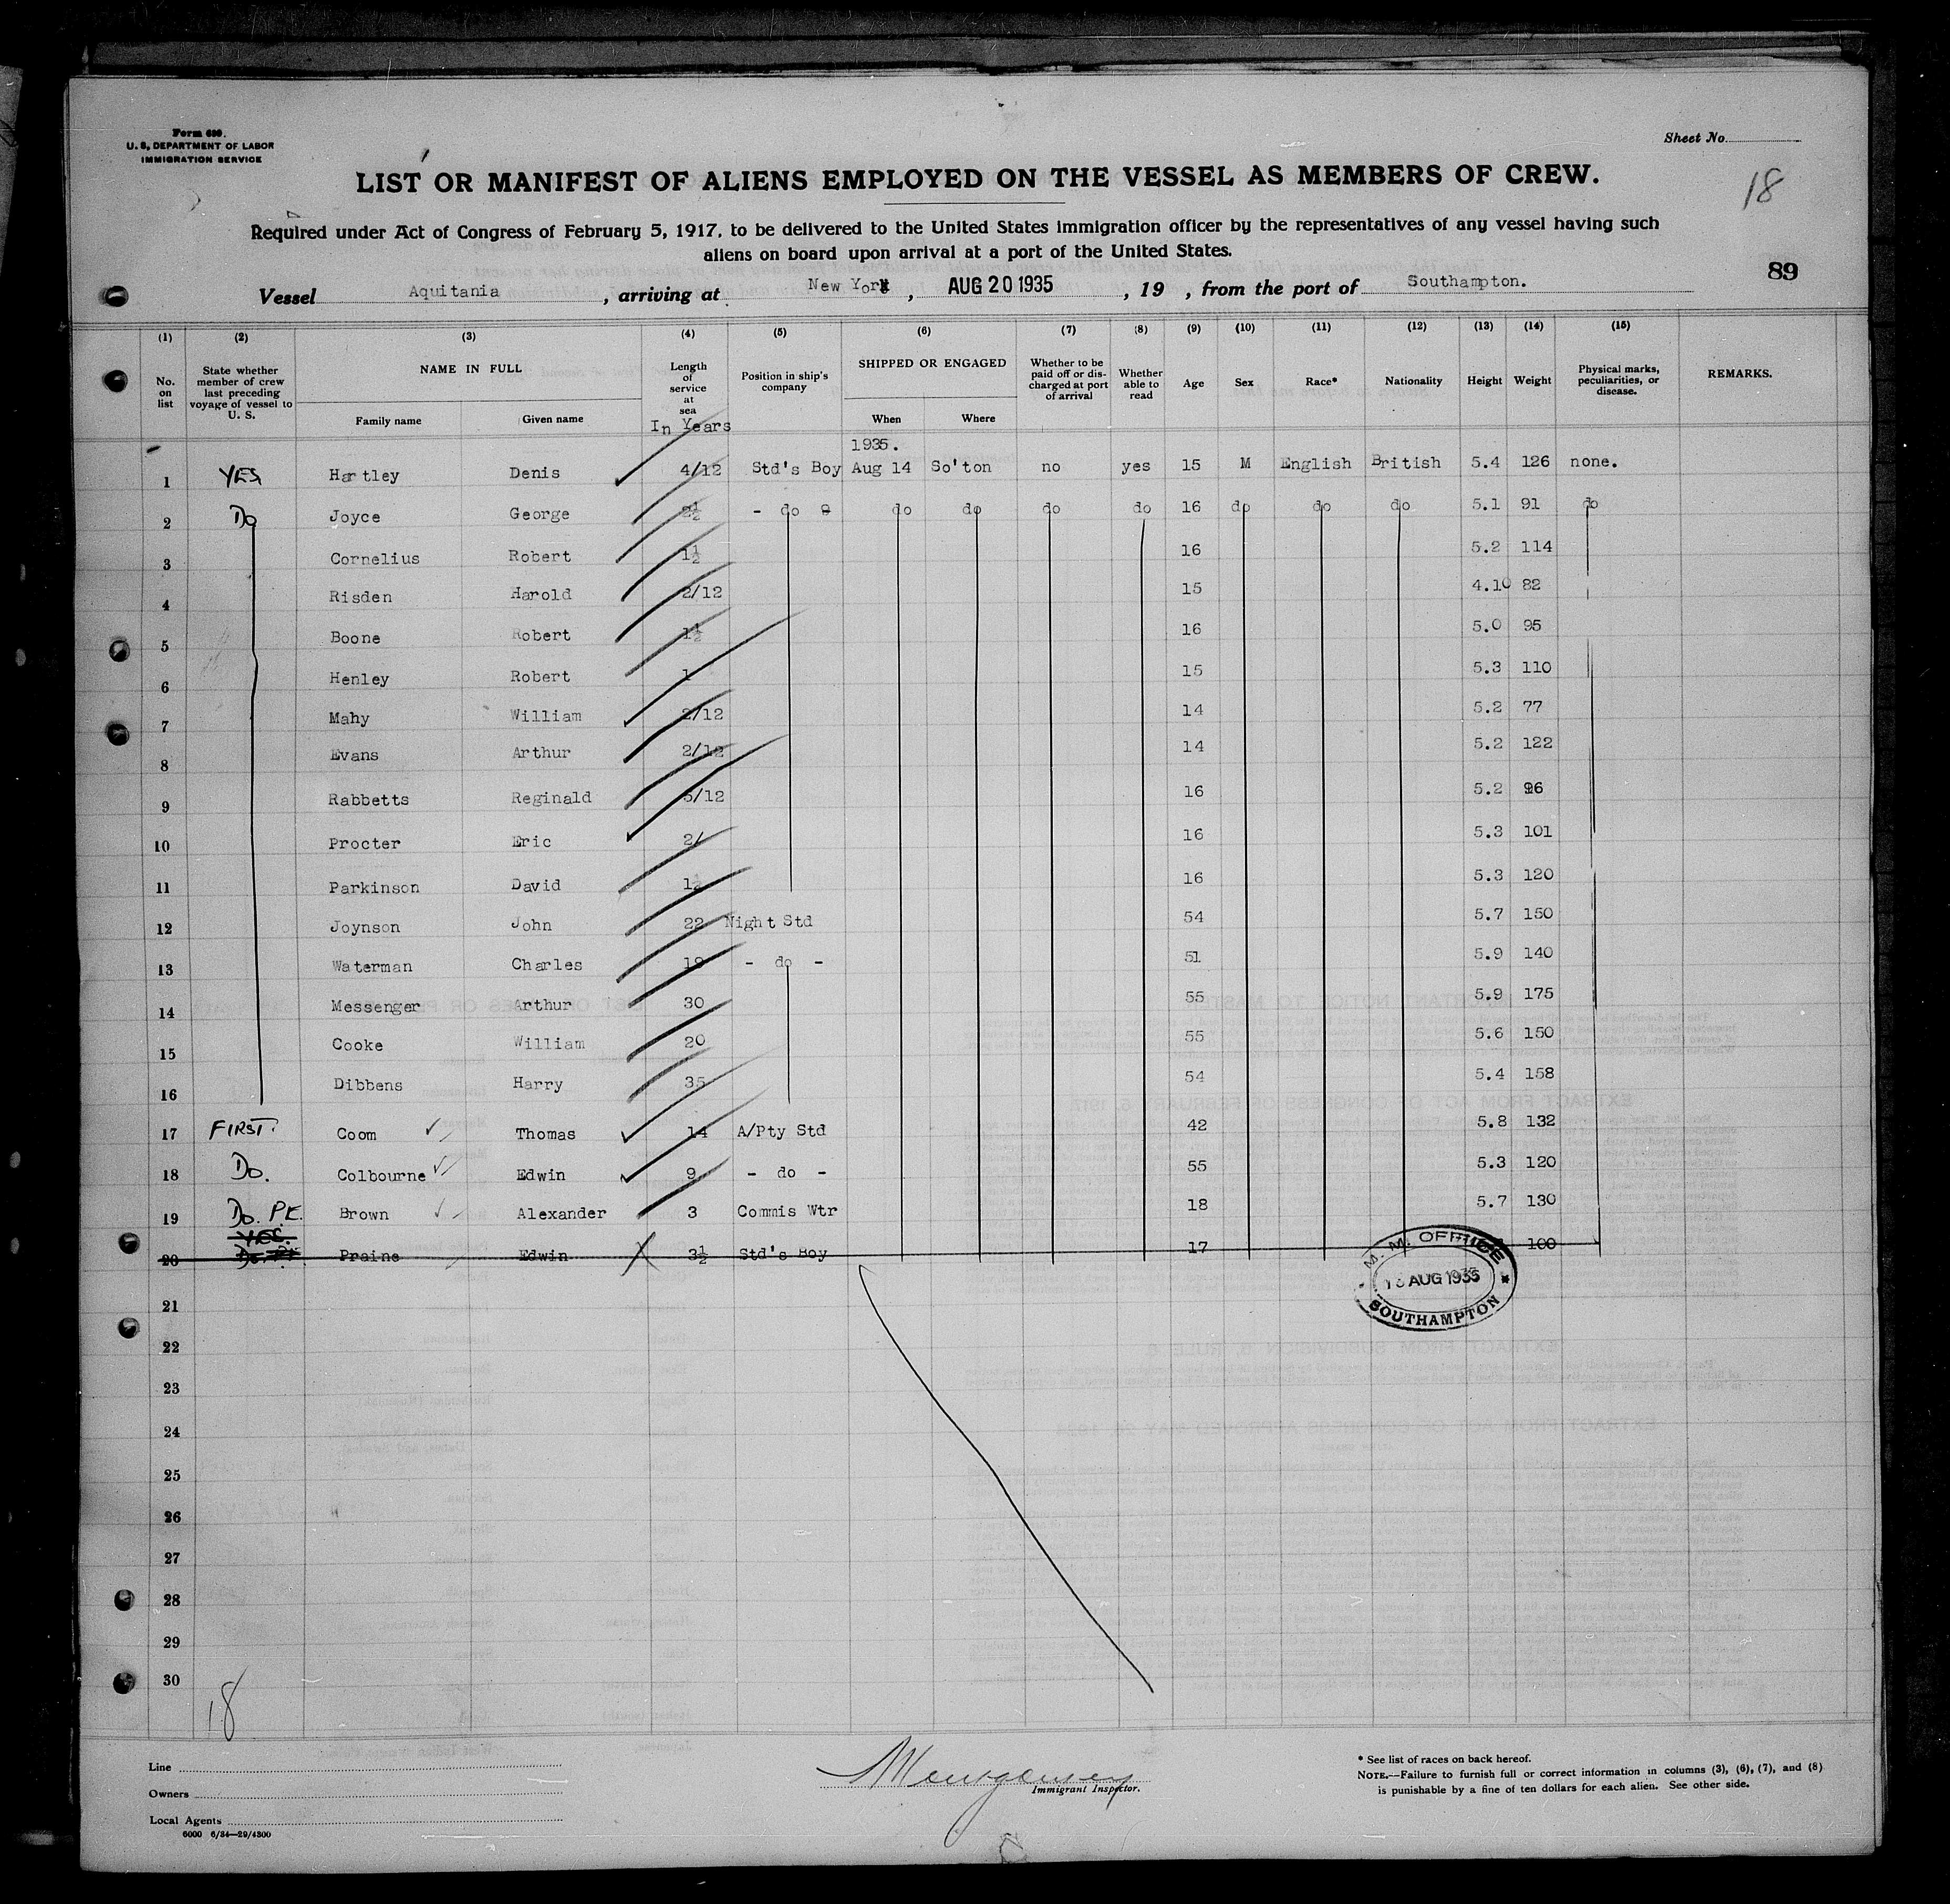 Form 689.
U. S. DEPARTMENT OF LABOR
IMMIGRATION SERVICE
Sheet No.
LIST OR MANIFEST OF ALIENS EMPLOYED ON THE VESSEL AS MEMBERS OF CREW.
18
Required under Act of Congress of February 5, 1917, to be delivered to the United States immigration officer by the representatives of any vessel having such
aliens on board upon arrival at a port of the United States.
89
Vessel Aquitania, arriving at New York, AUG 20 1935, 19 , from the port of Southampton.
(1) (2) (3) (4) (5) (6) (7) (8) (9) (10) (11) (12) (13) (14) (15)
No. on list
State whether member of crew last preceding voyage of vessel to U. S.
NAME IN FULL
Family name Given name
Length of service at sea
In Years
Position in ship's company
SHIPPED OR ENGAGED
When Where
Whether to be paid off or discharged at port of arrival
Whether able to read
Age Sex Race* Nationality Height Weight
Physical marks, peculiarities, or disease.
REMARKS.
1935.
1 YES Hartley Denis 4/12 Std's Boy Aug 14 So'ton no yes 15 M English British 5.4 126 none.
2 Do Joyce George 2½ - do - do do do do 16 do do do 5.1 91 do
3 Cornelius Robert 1½ 16 5.2 114
4 Risden Harold 2/12 15 4.10 82
5 Boone Robert 1½ 16 5.0 95
6 Henley Robert 1 15 5.3 110
7 Mahy William 2/12 14 5.2 77
8 Evans Arthur 2/12 14 5.2 122
9 Rabbetts Reginald 5/12 16 5.2 96
10 Procter Eric 2/ 16 5.3 101
11 Parkinson David 1½ 16 5.3 120
12 Joynson John 22 Night Std 54 5.7 150
13 Waterman Charles 19 - do - 51 5.9 140
14 Messenger Arthur 30 55 5.9 175
15 Cooke William 20 55 5.6 150
16 Dibbens Harry 35 54 5.4 158
17 FIRST. Coom Thomas 14 A/Pty Std 42 5.8 132
18 Do. Colbourne Edwin 9 - do - 55 5.3 120
19 Do. P.E. Brown Alexander 3 Commis Wtr 18 5.7 130
YES.
20 Praine Edwin 3½ Std's Boy 17 100
M. M. OFFICE
AUG 1935
SOUTHAMPTON
21
22
23
24
25
26
27
28
29
30
18
Line
Owners
Local Agents
6000 6/34—29/4300
Montgomery
Immigrant Inspector.
* See list of races on back hereof.
NOTE.—Failure to furnish full or correct information in columns (3), (6), (7), and (8)
is punishable by a fine of ten dollars for each alien. See other side.